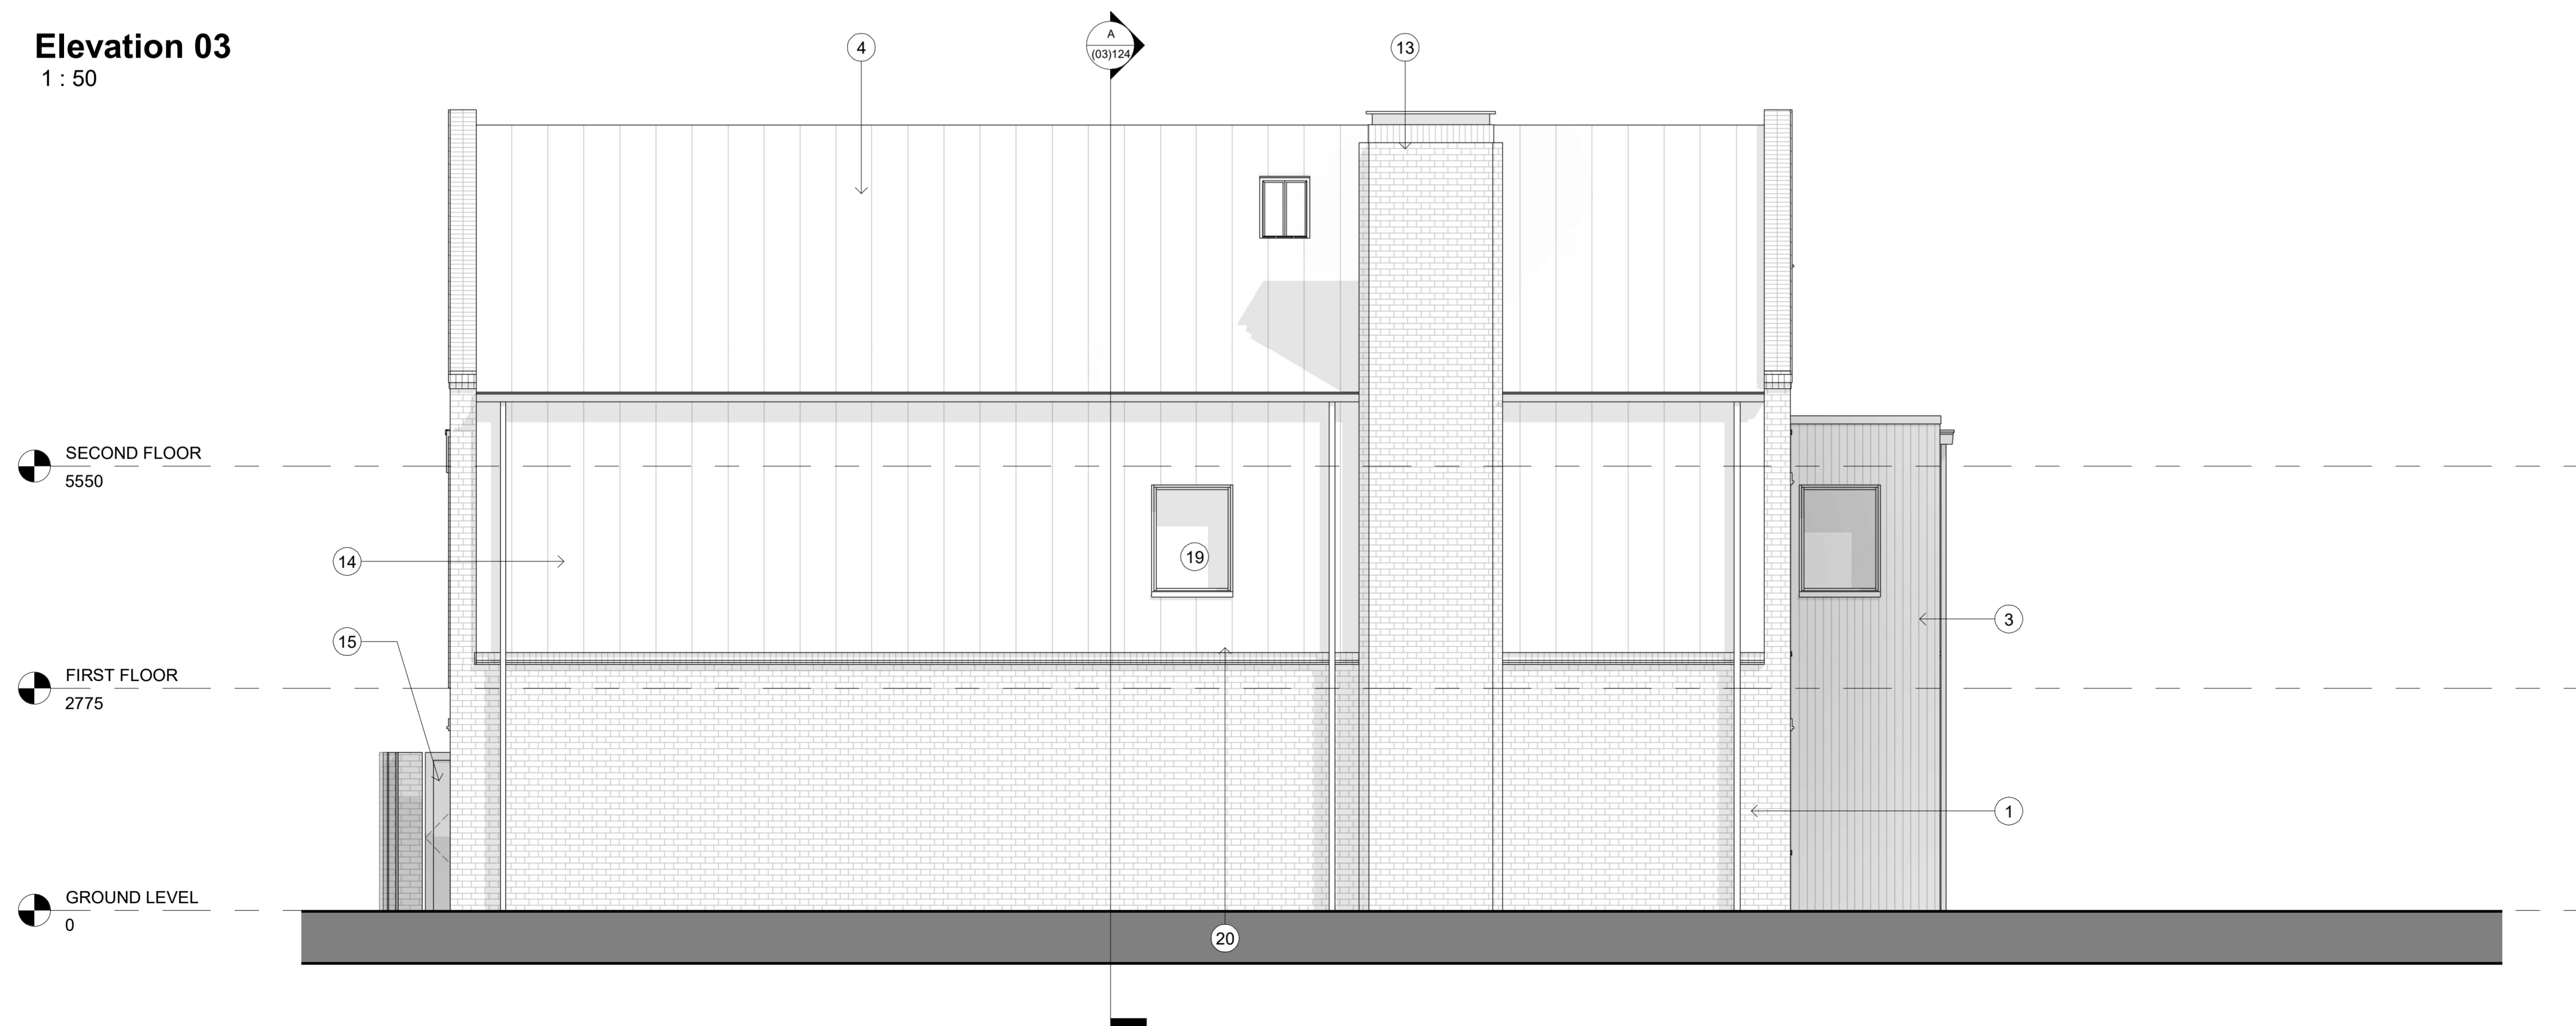 Elevation 03
1 : 50
4
A
(03)124
13
SECOND FLOOR
5550
14
19
15
3
FIRST FLOOR
2775
1
GROUND LEVEL
0
20